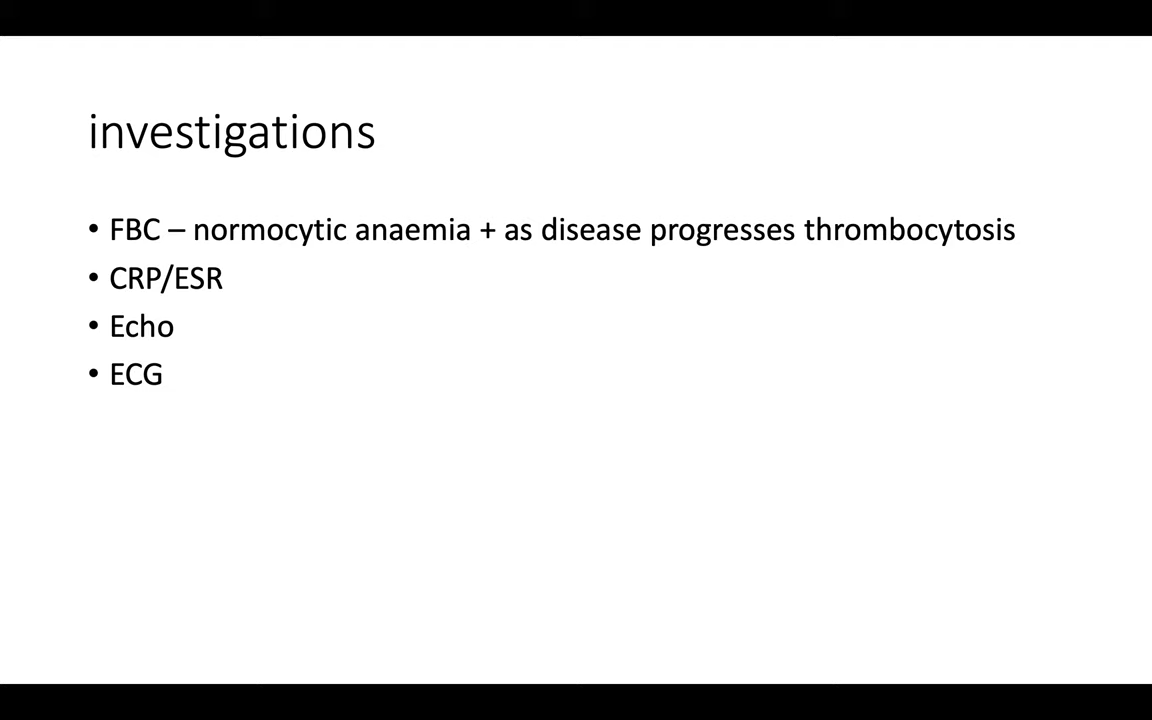 investigations
• FBC – normocytic anaemia + as disease progresses thrombocytosis
• CRP/ESR
• Echo
• ECG